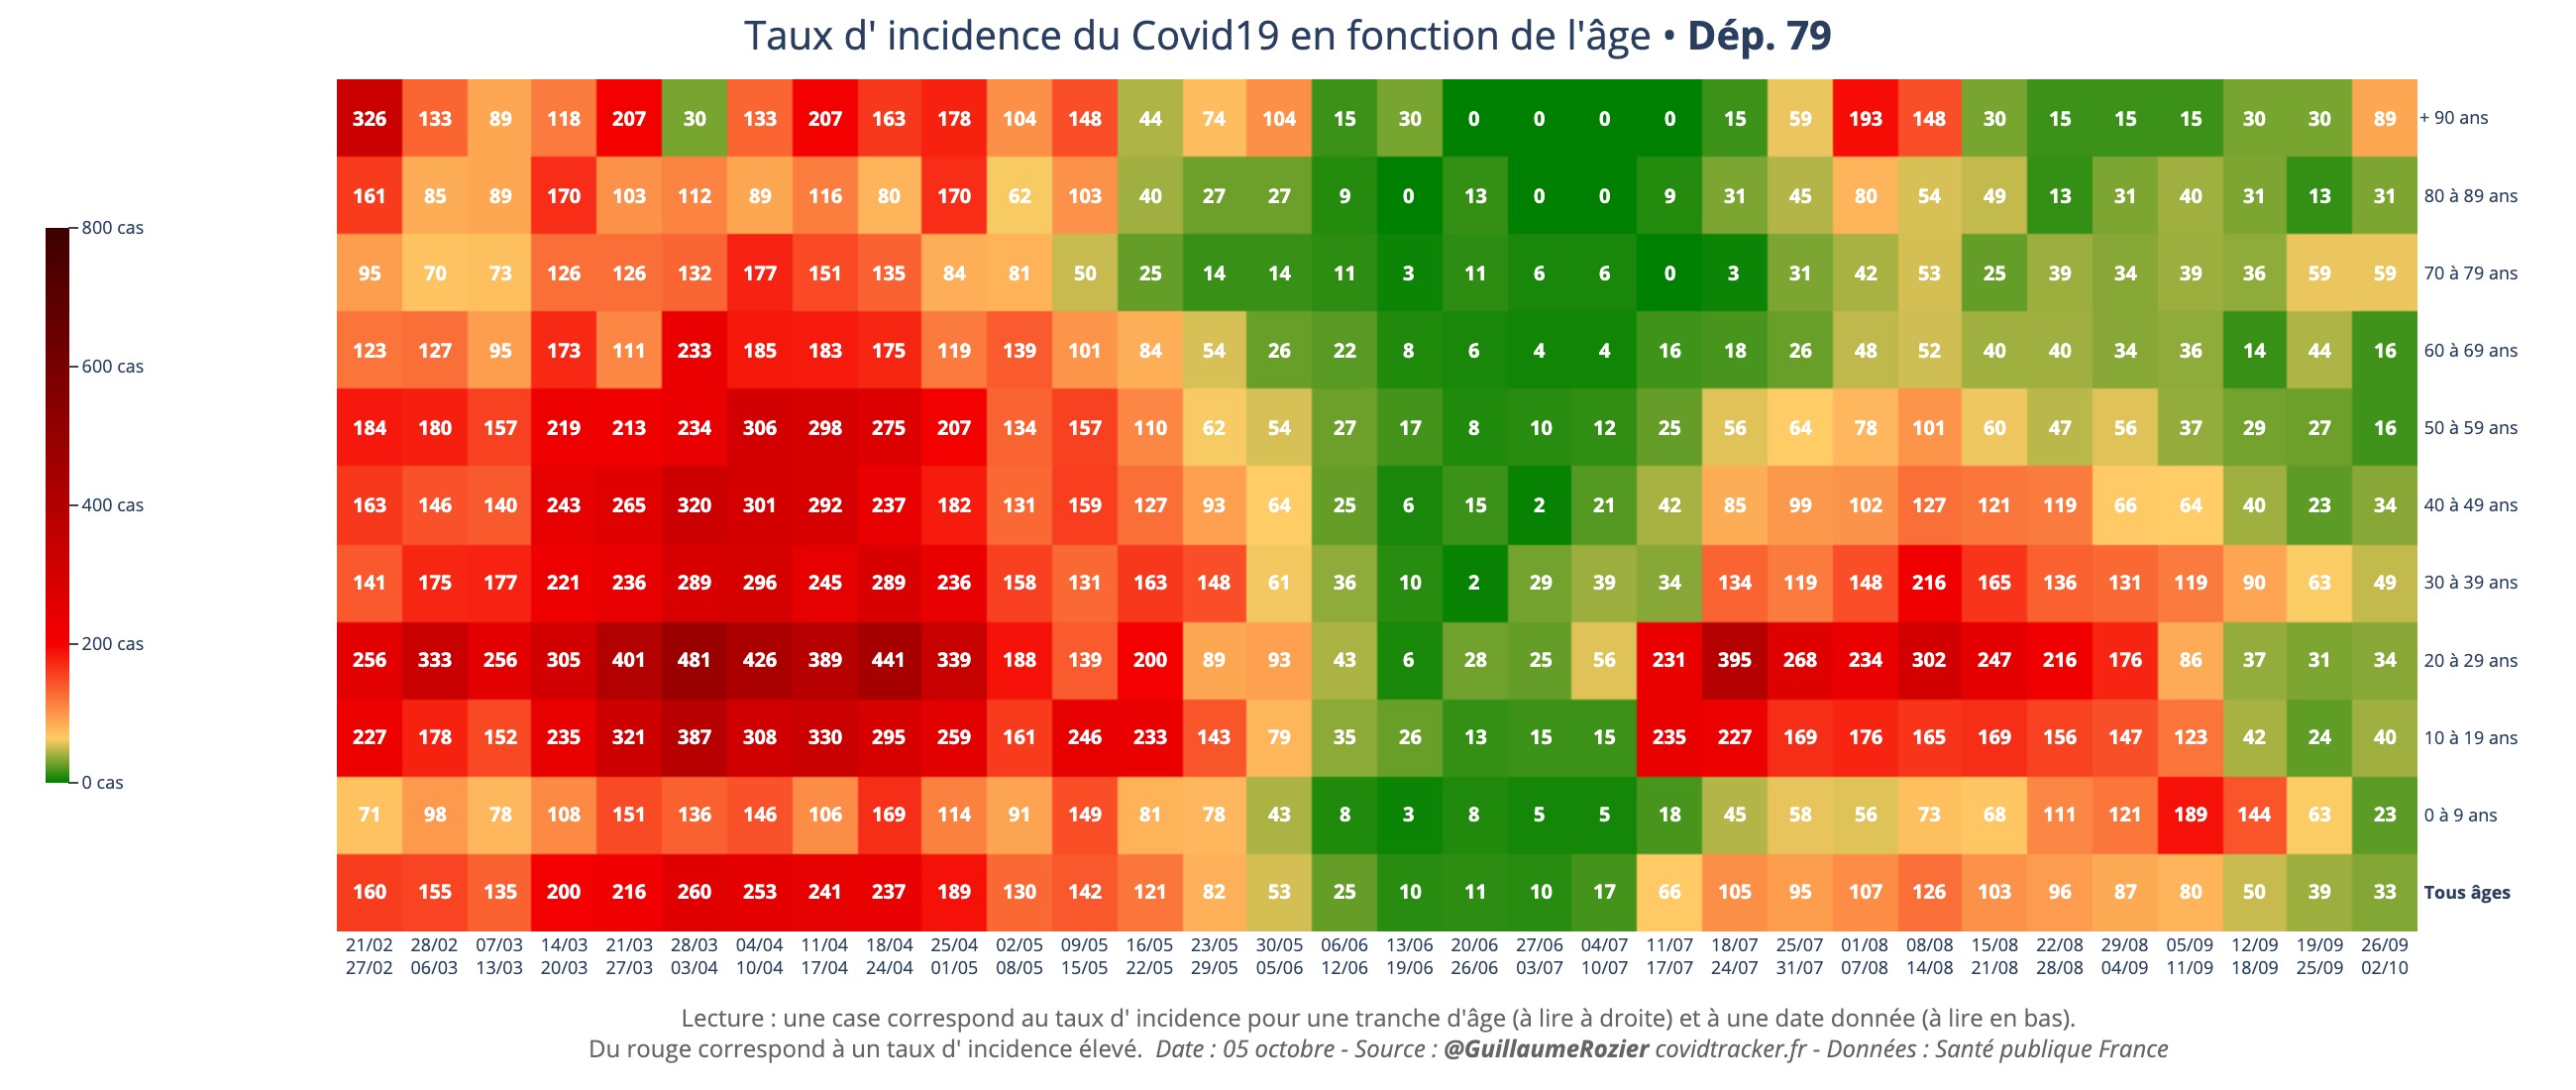 Taux d' incidence du Covid19 en fonction de l'âge • Dép. 79
326 133 89 118 207 30 133 207 163 178 104 148 44 74 104 15 30 0 0 0 0 15 59 193 148 30 15 15 15 30 30 89 + 90 ans
161 85 89 170 103 112 89 116 80 170 62 103 40 27 27 9 0 13 0 0 9 31 45 80 54 49 13 31 40 31 13 31 80 à 89 ans
95 70 73 126 126 132 177 151 135 84 81 50 25 14 14 11 3 11 6 6 0 3 31 42 53 25 39 34 39 36 59 59 70 à 79 ans
123 127 95 173 111 233 185 183 175 119 139 101 84 54 26 22 8 6 4 4 16 18 26 48 52 40 40 34 36 14 44 16 60 à 69 ans
184 180 157 219 213 234 306 298 275 207 134 157 110 62 54 27 17 8 10 12 25 56 64 78 101 60 47 56 37 29 27 16 50 à 59 ans
163 146 140 243 265 320 301 292 237 182 131 159 127 93 64 25 6 15 2 21 42 85 99 102 127 121 119 66 64 40 23 34 40 à 49 ans
141 175 177 221 236 289 296 245 289 236 158 131 163 148 61 36 10 2 29 39 34 134 119 148 216 165 136 131 119 90 63 49 30 à 39 ans
256 333 256 305 401 481 426 389 441 339 188 139 200 89 93 43 6 28 25 56 231 395 268 234 302 247 216 176 86 37 31 34 20 à 29 ans
227 178 152 235 321 387 308 330 295 259 161 246 233 143 79 35 26 13 15 15 235 227 169 176 165 169 156 147 123 42 24 40 10 à 19 ans
71 98 78 108 151 136 146 106 169 114 91 149 81 78 43 8 3 8 5 5 18 45 58 56 73 68 111 121 189 144 63 23 0 à 9 ans
160 155 135 200 216 260 253 241 237 189 130 142 121 82 53 25 10 11 10 17 66 105 95 107 126 103 96 87 80 50 39 33 Tous âges
21/02 28/02 07/03 14/03 21/03 28/03 04/04 11/04 18/04 25/04 02/05 09/05 16/05 23/05 30/05 06/06 13/06 20/06 27/06 04/07 11/07 18/07 25/07 01/08 08/08 15/08 22/08 29/08 05/09 12/09 19/09 26/09
27/02 06/03 13/03 20/03 27/03 03/04 10/04 17/04 24/04 01/05 08/05 15/05 22/05 29/05 05/06 12/06 19/06 26/06 03/07 10/07 17/07 24/07 31/07 07/08 14/08 21/08 28/08 04/09 11/09 18/09 25/09 02/10
800 cas
600 cas
400 cas
200 cas
0 cas
Lecture : une case correspond au taux d' incidence pour une tranche d'âge (à lire à droite) et à une date donnée (à lire en bas).
Du rouge correspond à un taux d' incidence élevé. Date : 05 octobre - Source : @GuillaumeRozier covidtracker.fr - Données : Santé publique France